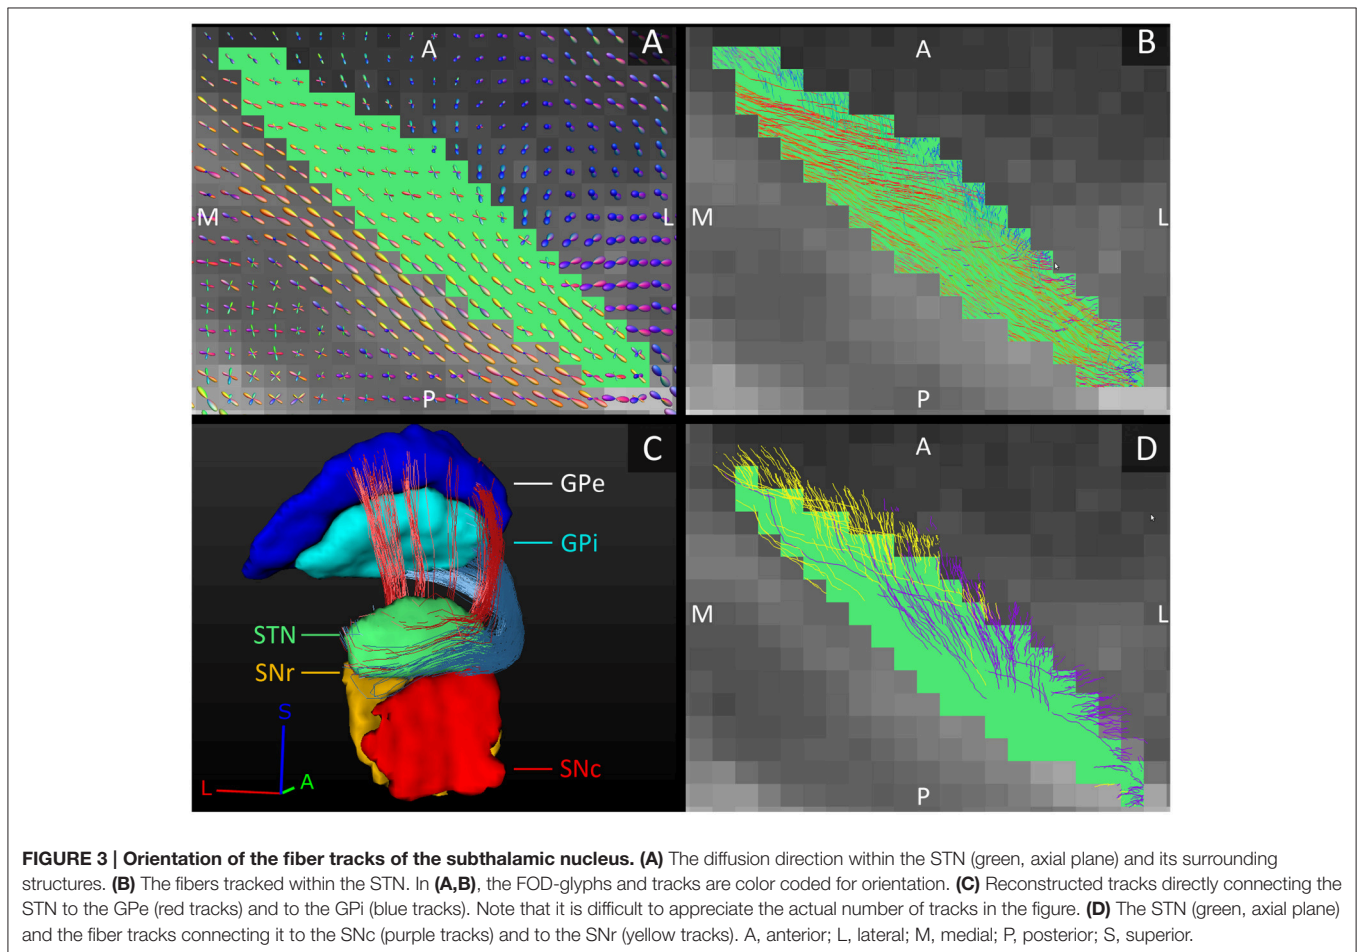 A
A
M
L
P
B
A
M
L
P
C
GPe
GPi
STN
SNr
S
A
L
SNc
D
A
M
L
P
FIGURE 3 | Orientation of the fiber tracks of the subthalamic nucleus. (A) The diffusion direction within the STN (green, axial plane) and its surrounding
structures. (B) The fibers tracked within the STN. In (A,B), the FOD-glyphs and tracks are color coded for orientation. (C) Reconstructed tracks directly connecting the
STN to the GPe (red tracks) and to the GPi (blue tracks). Note that it is difficult to appreciate the actual number of tracks in the figure. (D) The STN (green, axial plane)
and the fiber tracks connecting it to the SNc (purple tracks) and to the SNr (yellow tracks). A, anterior; L, lateral; M, medial; P, posterior; S, superior.